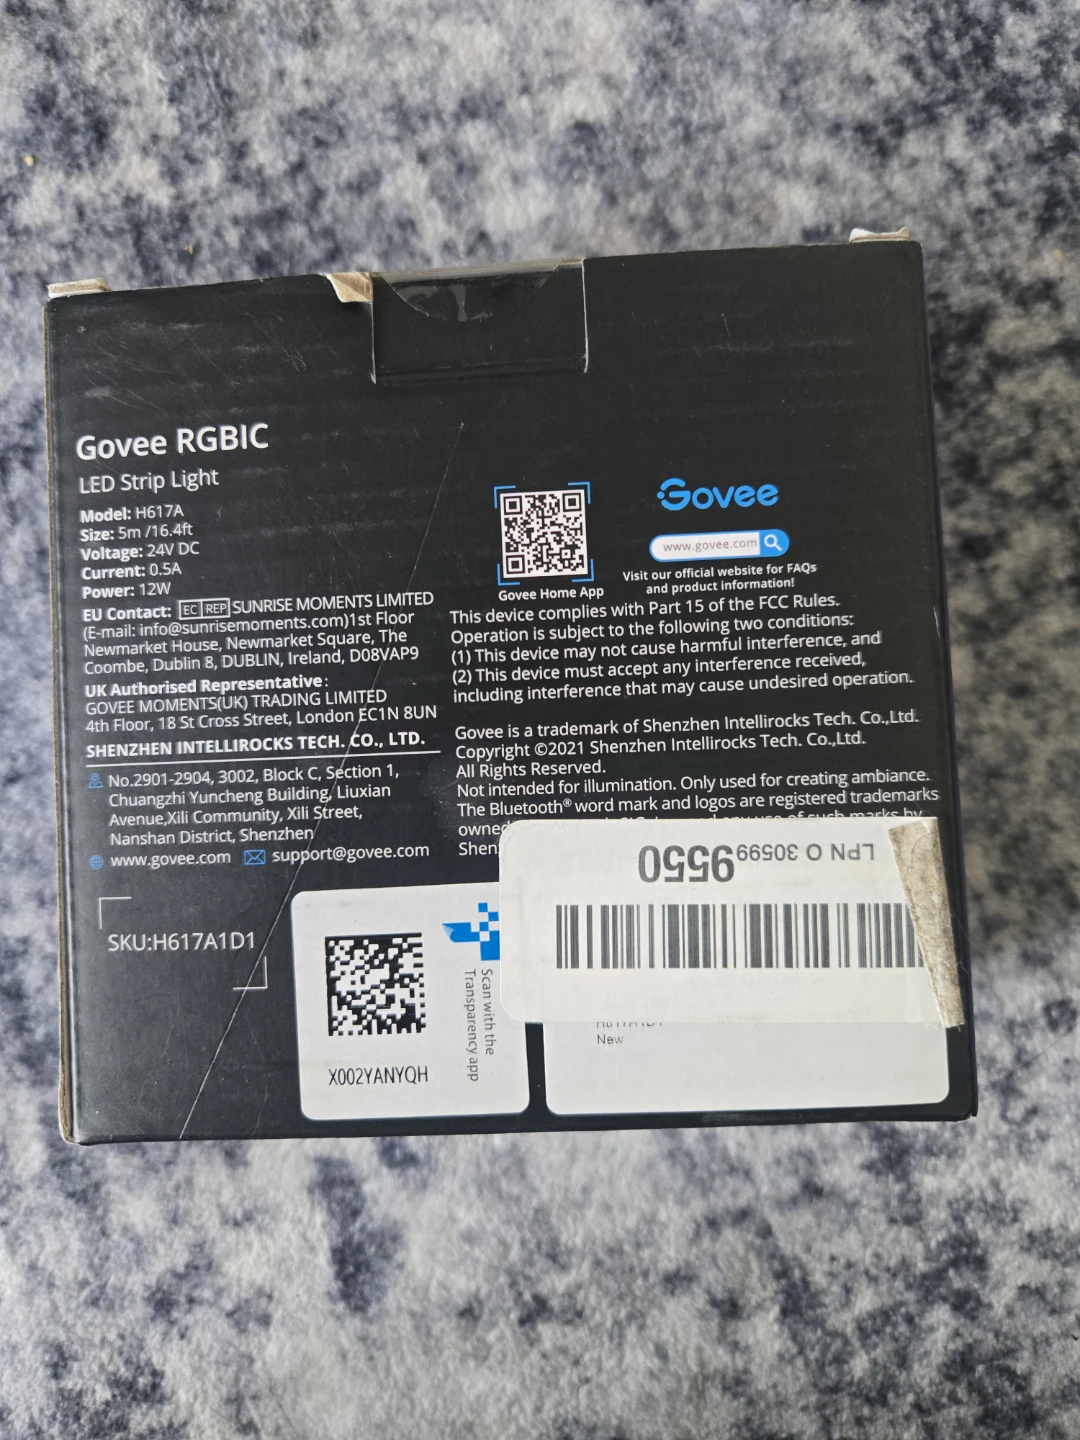 Govee RGBIC
LED Strip Light
Model: H617A
Size: 5m /16.4ft
Voltage: 24V DC
Current: 0.5A
Power: 12W
EU Contact: EC REP SUNRISE MOMENTS LIMITED
(E-mail: info@sunrisemoments.com)1st Floor
Newmarket House, Newmarket Square, The
Coombe, Dublin 8, DUBLIN, Ireland, D08VAP9
UK Authorised Representative:
GOVEE MOMENTS(UK) TRADING LIMITED
4th Floor, 18 St Cross Street, London EC1N 8UN
SHENZHEN INTELLIROCKS TECH. CO., LTD.
No.2901-2904, 3002, Block C, Section 1,
Chuangzhi Yuncheng Building, Liuxian
Avenue,Xili Community, Xili Street,
Nanshan District, Shenzhen
www.govee.com support@govee.com
SKU:H617A1D1
Govee Home App
Govee
www.govee.com
Visit our official website for FAQs
and product information!
This device complies with Part 15 of the FCC Rules.
Operation is subject to the following two conditions:
(1) This device may not cause harmful interference, and
(2) This device must accept any interference received,
including interference that may cause undesired operation.
Govee is a trademark of Shenzhen Intellirocks Tech. Co.,Ltd.
Copyright ©2021 Shenzhen Intellirocks Tech. Co.,Ltd.
All Rights Reserved.
Not intended for illumination. Only used for creating ambiance.
The Bluetooth® word mark and logos are registered trademarks
owned any use of such marks by
Shen
LPN O 305999550
X002YANYQH
Scan with the
Transparency app
H617A1D1
New